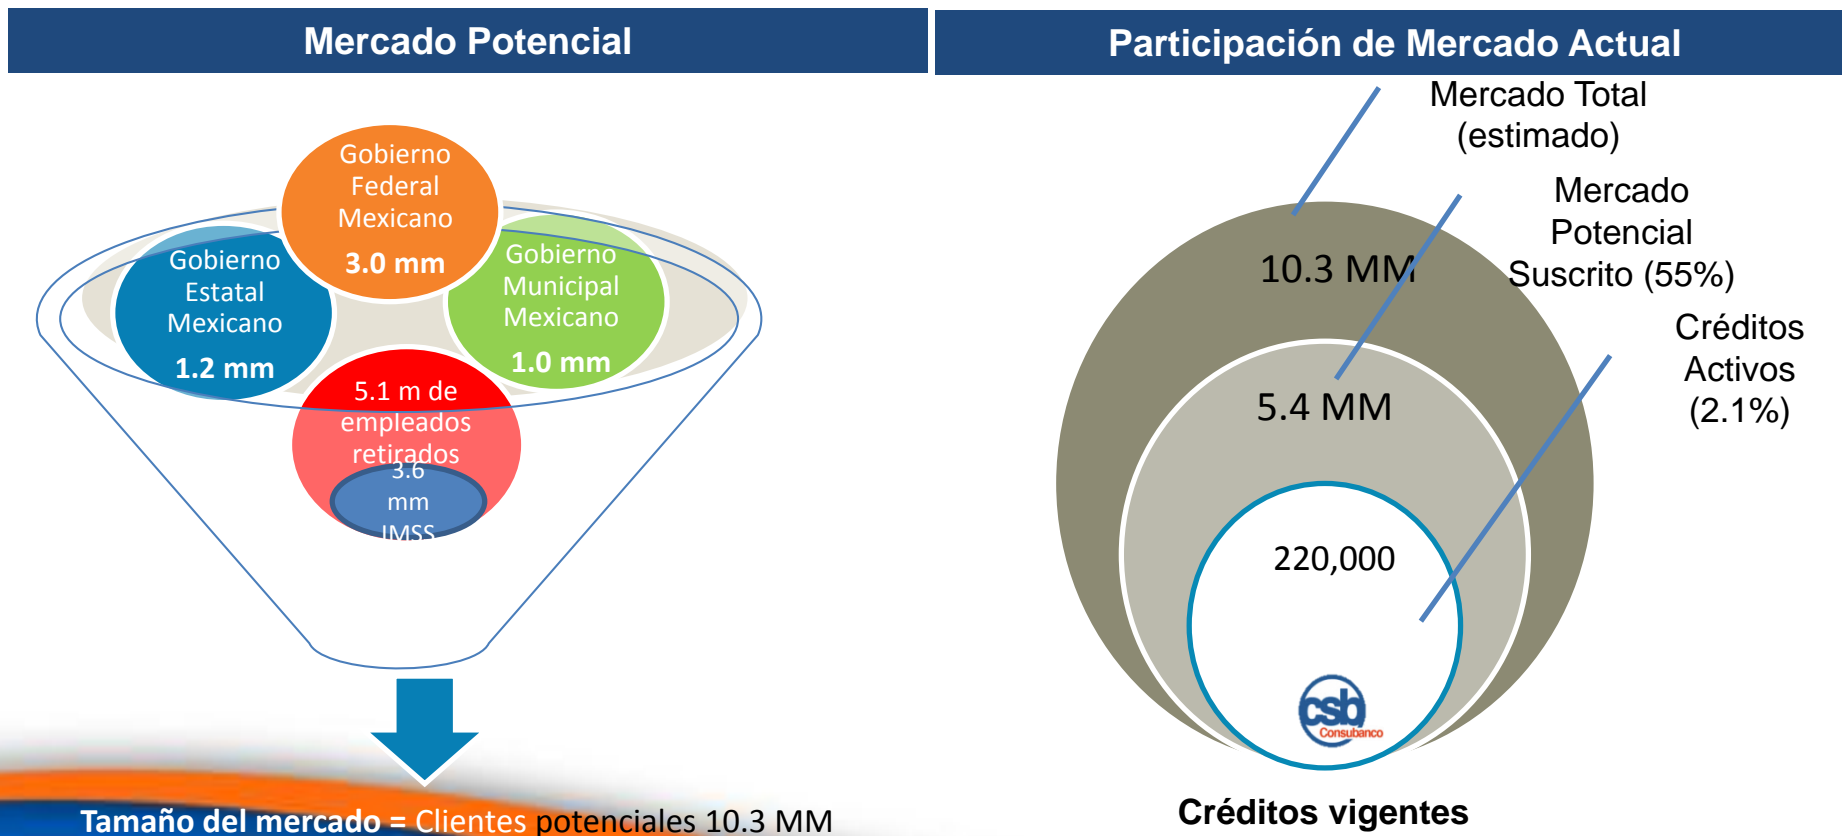 Mercado Potencial
Gobierno
Federal
Mexicano
3.0 mm
Gobierno
Estatal
Mexicano
1.2 mm
Gobierno
Municipal
Mexicano
1.0 mm
5.1 m de
empleados
retirados
3.6
mm
IMSS
Tamaño del mercado = Clientes potenciales 10.3 MM
Participación de Mercado Actual
Mercado Total
(estimado)
Mercado
Potencial
Suscrito (55%)
Créditos
Activos
(2.1%)
10.3 MM
5.4 MM
220,000
csb
Consubanco
Créditos vigentes